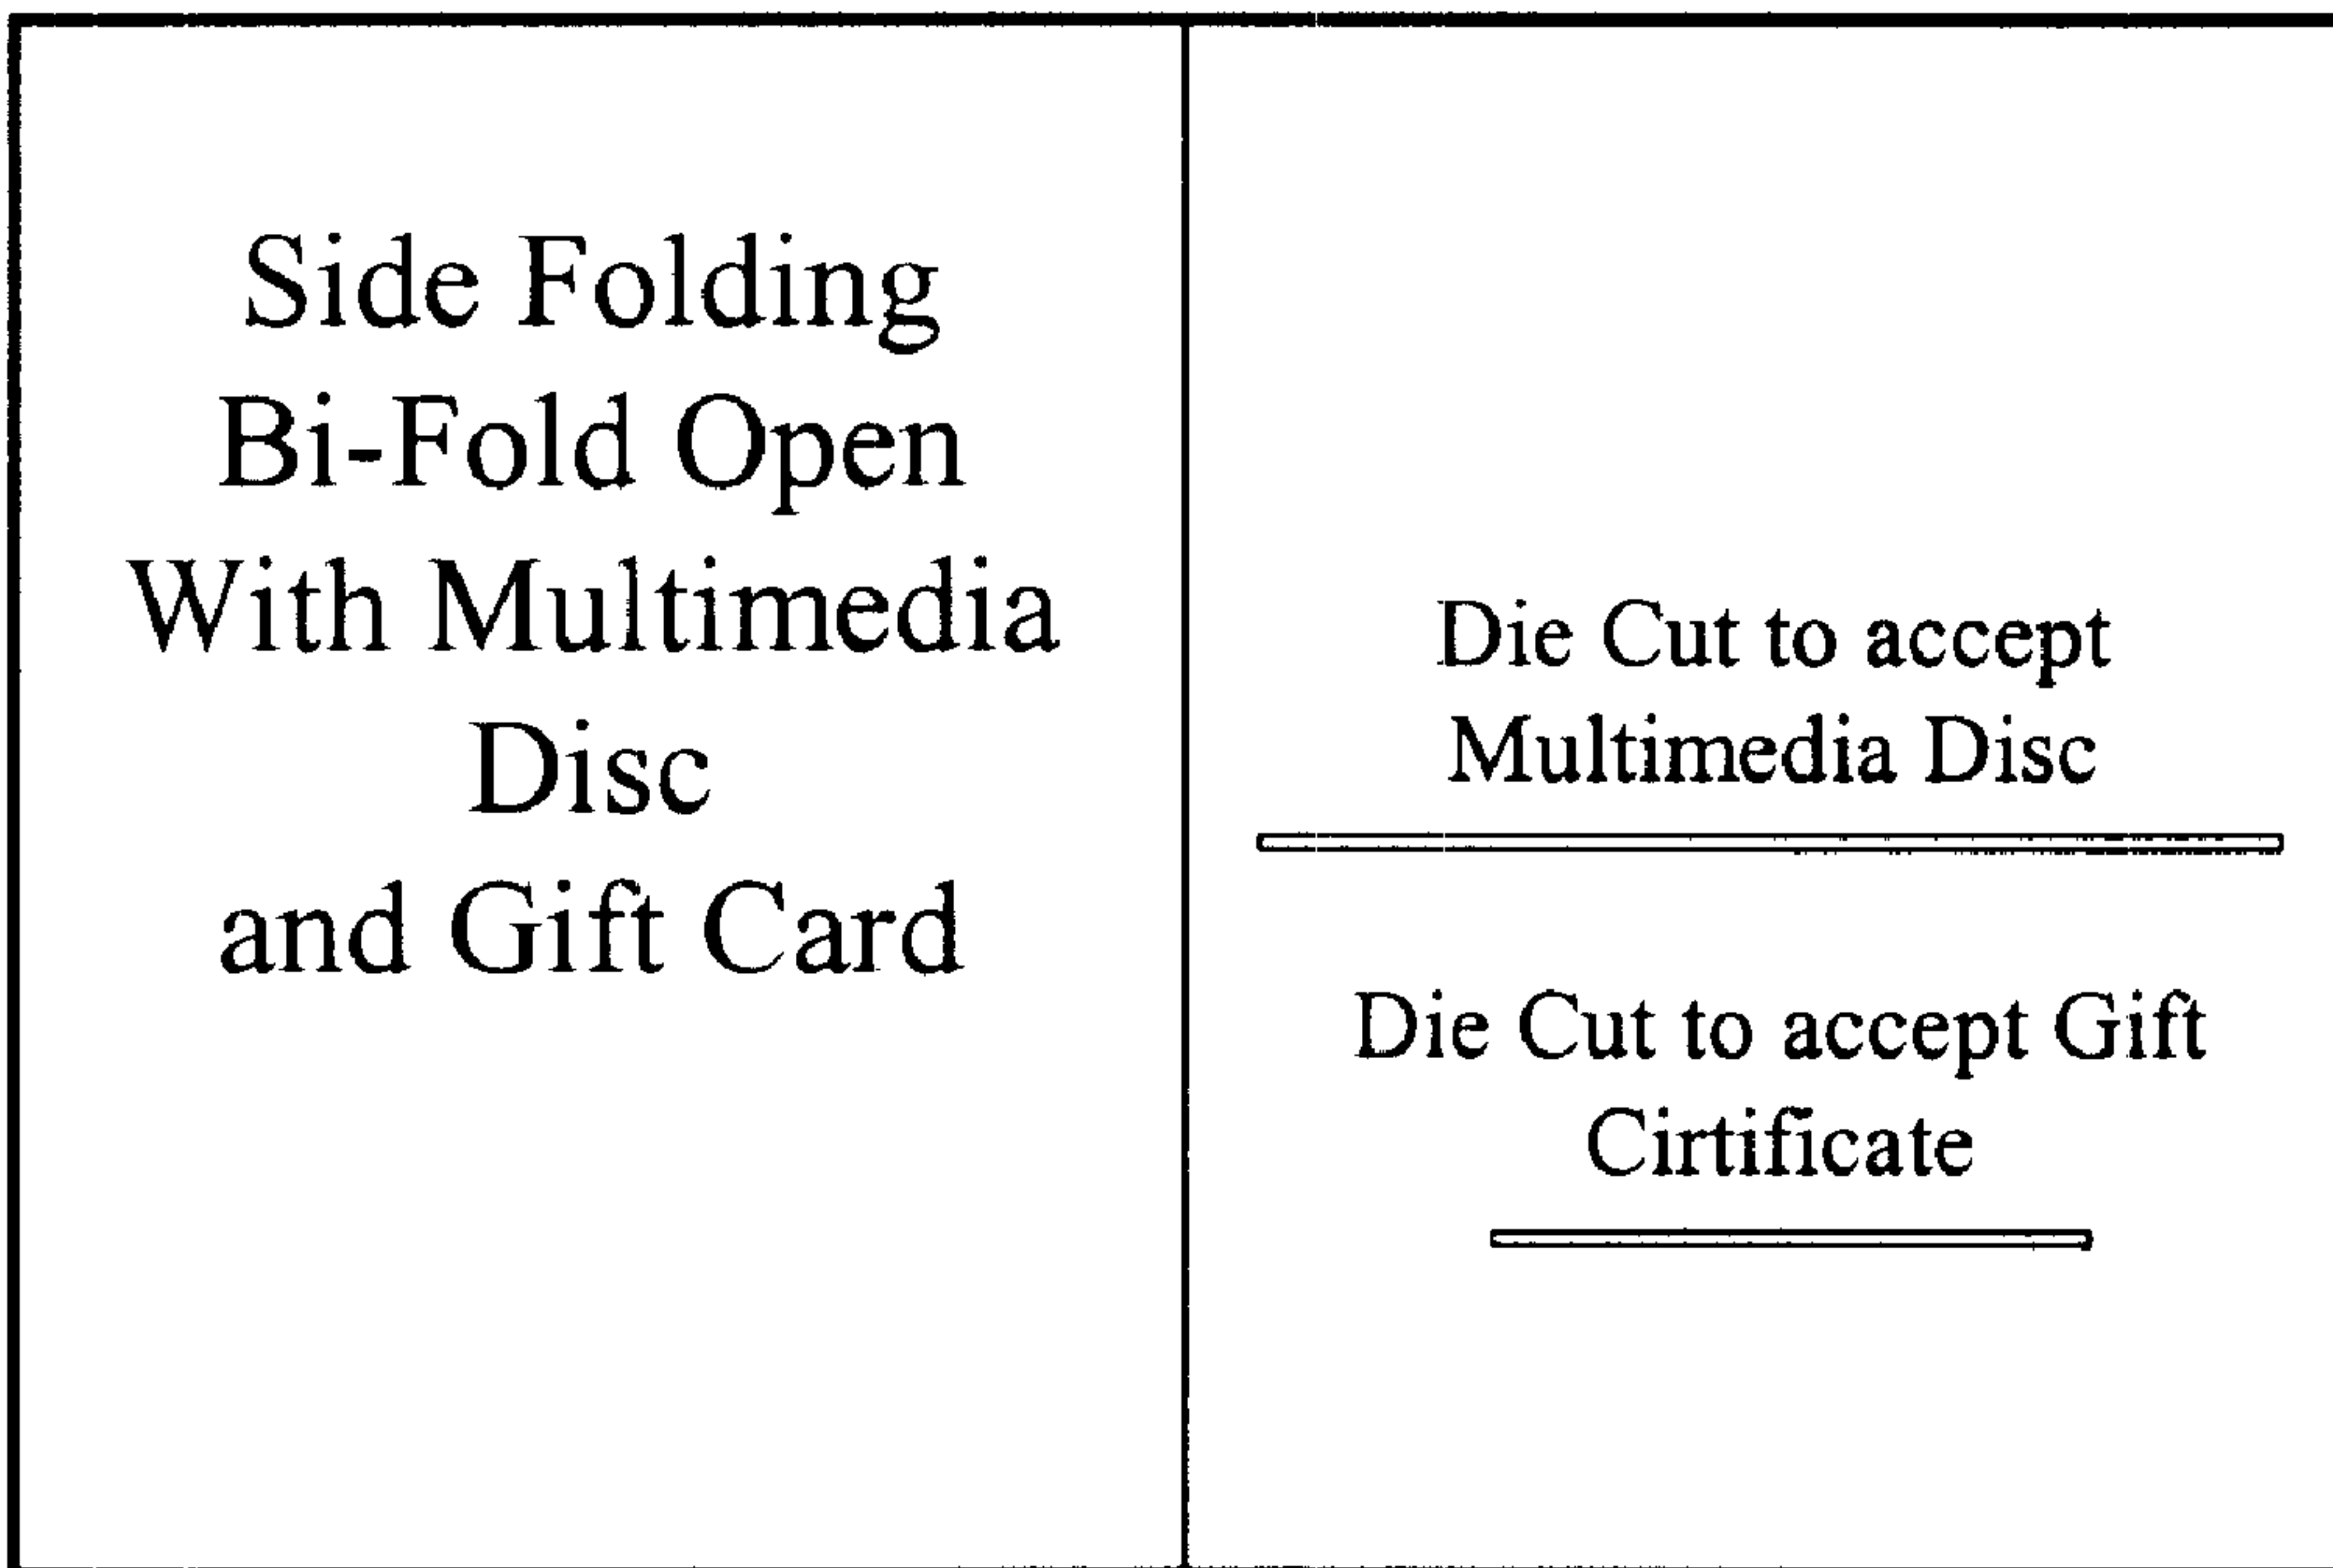 Side Folding
Bi-Fold Open
With Multimedia
Disc
and Gift Card
Die Cut to accept
Multimedia Disc
Die Cut to accept Gift
Cirtificate